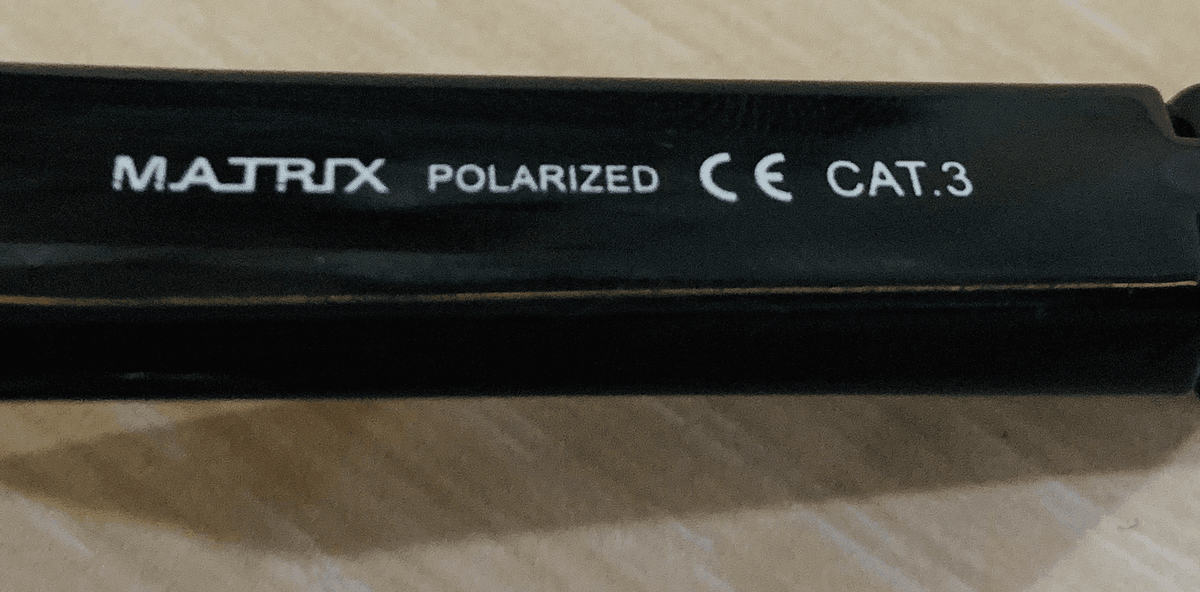 MATRIX POLARIZED CE CAT.3